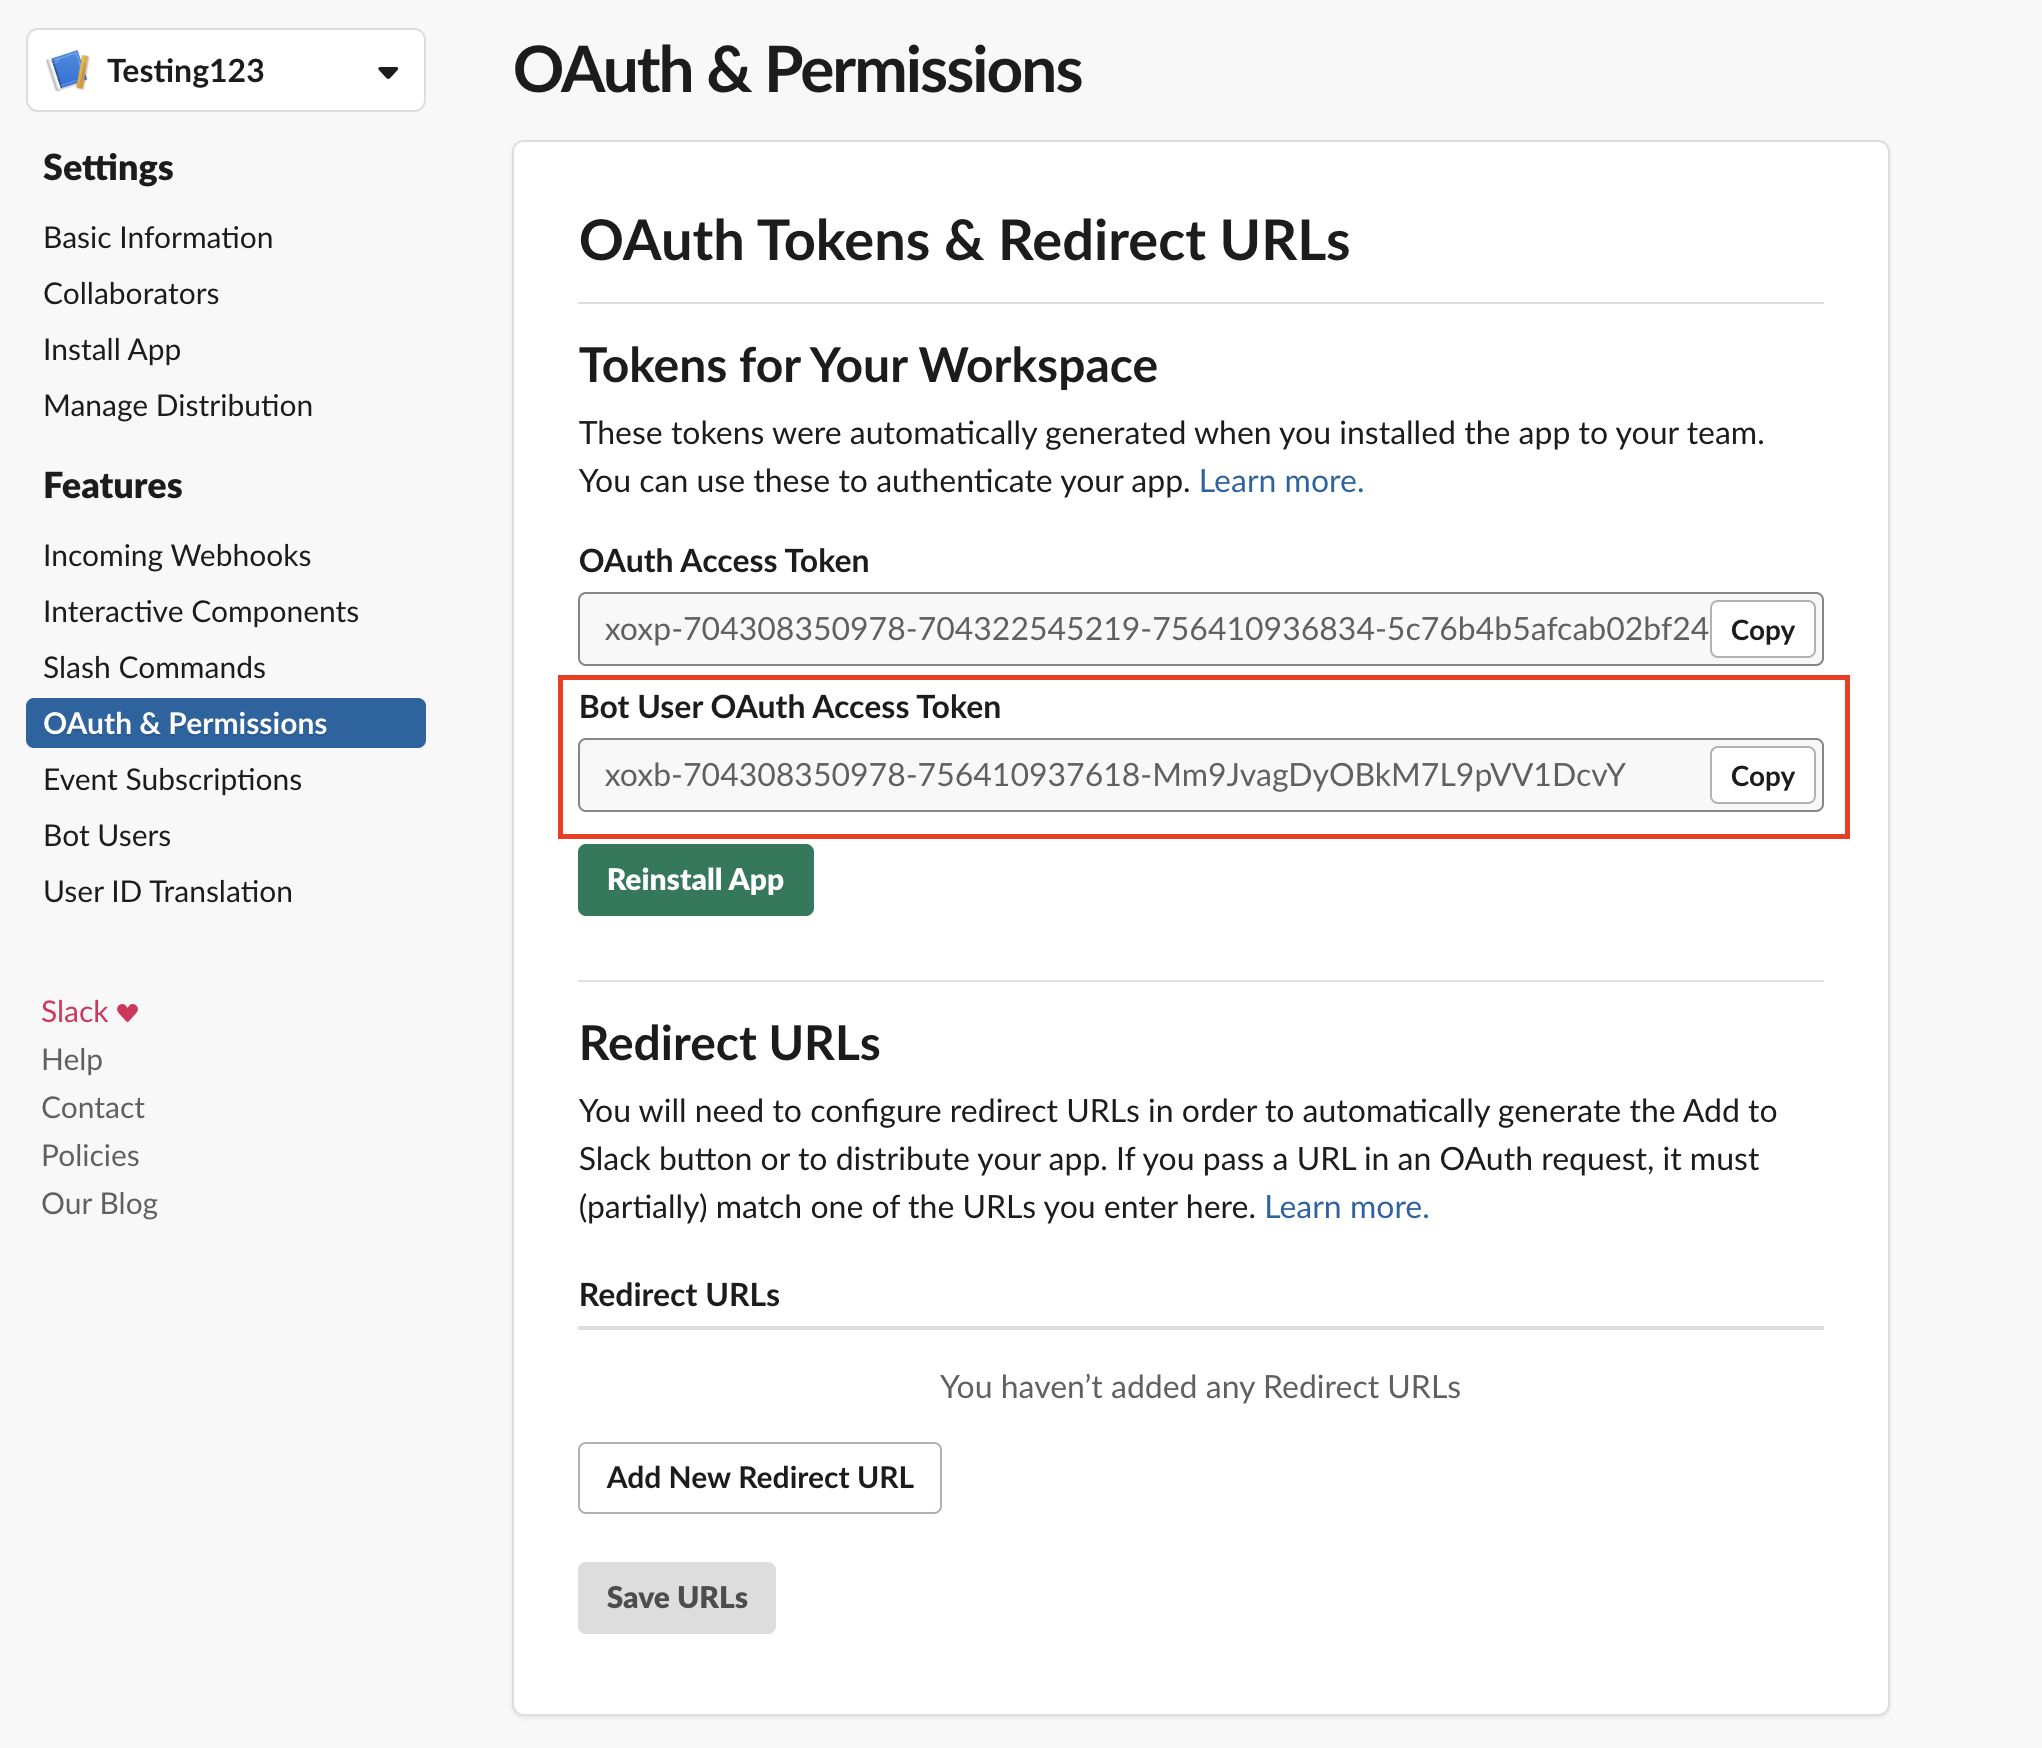 Testing123
Settings
Basic Information
Collaborators
Install App
Manage Distribution
Features
Incoming Webhooks
Interactive Components
Slash Commands
OAuth & Permissions
Event Subscriptions
Bot Users
User ID Translation
Slack ♥
Help
Contact
Policies
Our Blog
OAuth & Permissions
OAuth Tokens & Redirect URLs
Tokens for Your Workspace
These tokens were automatically generated when you installed the app to your team.
You can use these to authenticate your app. Learn more.
OAuth Access Token
xoxp-704308350978-704322545219-756410936834-5c76b4b5afcab02bf24
Copy
Bot User OAuth Access Token
xoxb-704308350978-756410937618-Mm9JvagDyOBkM7L9pVV1DcvY
Copy
Reinstall App
Redirect URLs
You will need to configure redirect URLs in order to automatically generate the Add to
Slack button or to distribute your app. If you pass a URL in an OAuth request, it must
(partially) match one of the URLs you enter here. Learn more.
Redirect URLs
You haven’t added any Redirect URLs
Add New Redirect URL
Save URLs